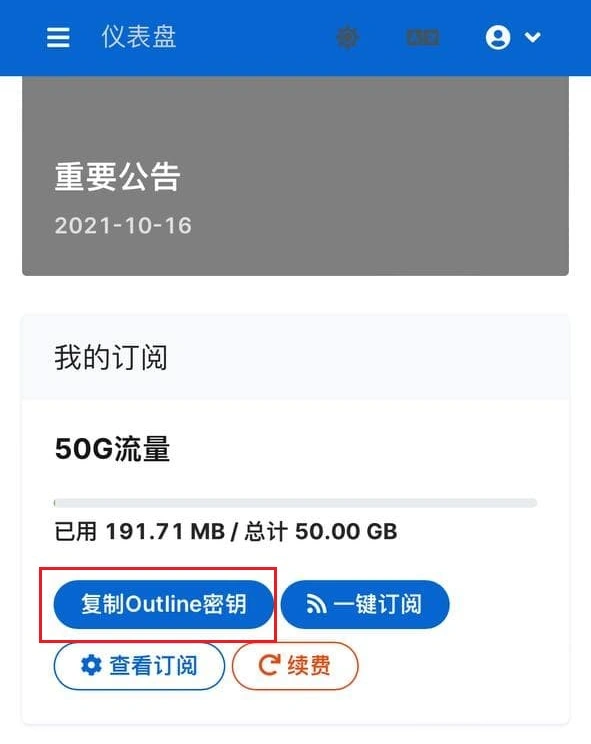 仪表盘
重要公告
2021-10-16
我的订阅
50G流量
已用 191.71 MB / 总计 50.00 GB
复制Outline密钥 一键订阅
查看订阅 续费